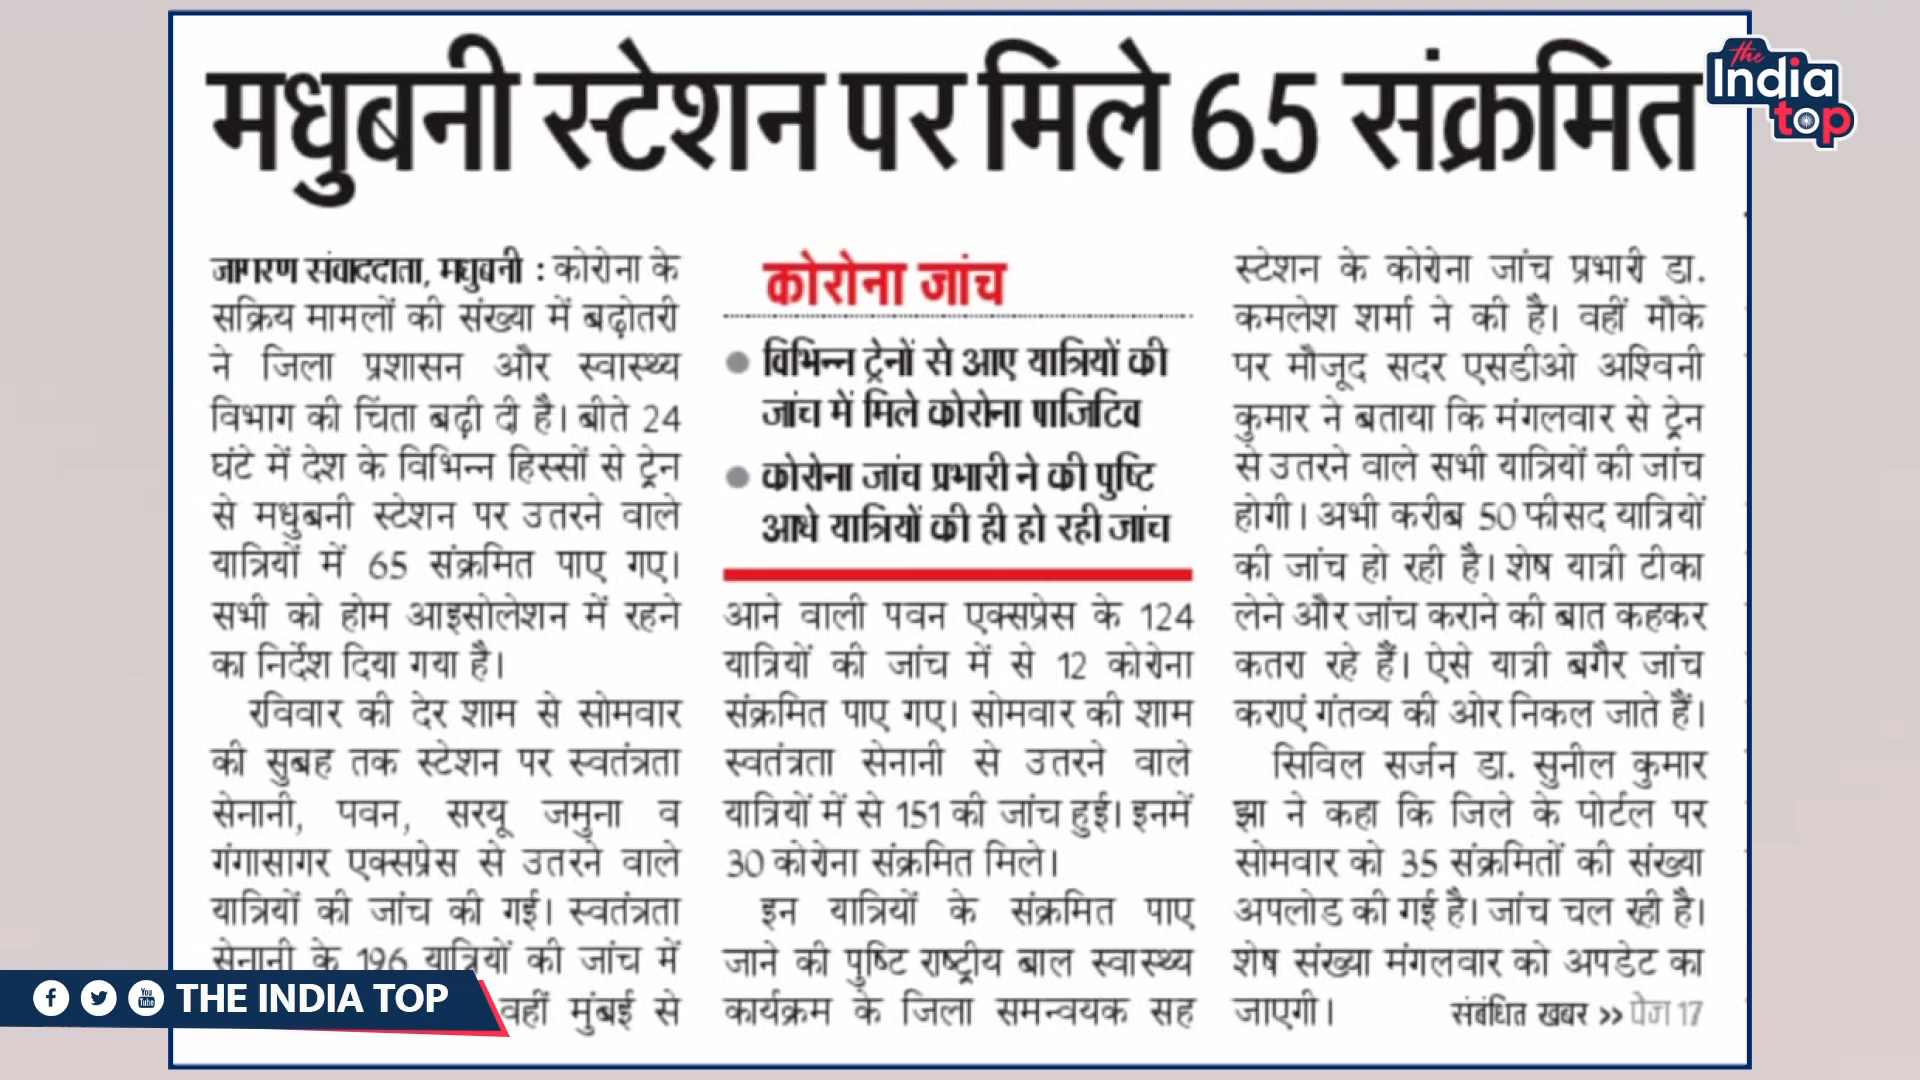 मधुबनी स्टेशन पर मिले 65 संक्रमित
the
India
top
जागरण संवाददाता, मधुबनी : कोरोना के
सक्रिय मामलों की संख्या में बढ़ोतरी
ने जिला प्रशासन और स्वास्थ्य
विभाग की चिंता बढ़ी दी है। बीते 24
घंटे में देश के विभिन्न हिस्सों से ट्रेन
से मधुबनी स्टेशन पर उतरने वाले
यात्रियों में 65 संक्रमित पाए गए।
सभी को होम आइसोलेशन में रहने
का निर्देश दिया गया है।
रविवार की देर शाम से सोमवार
की सुबह तक स्टेशन पर स्वतंत्रता
सेनानी, पवन, सरयू जमुना व
गंगासागर एक्सप्रेस से उतरने वाले
यात्रियों की जांच की गई। स्वतंत्रता
सेनानी के 196 यात्रियों की जांच में
वहीं मुंबई से
कोरोना जांच
विभिन्न ट्रेनों से आए यात्रियों की
जांच में मिले कोरोना पाजिटिव
कोरोना जांच प्रभारी ने की पुष्टि
आधे यात्रियों की ही हो रही जांच
आने वाली पवन एक्सप्रेस के 124
यात्रियों की जांच में से 12 कोरोना
संक्रमित पाए गए। सोमवार की शाम
स्वतंत्रता सेनानी से उतरने वाले
यात्रियों में से 151 की जांच हुई। इनमें
30 कोरोना संक्रमित मिले।
इन यात्रियों के संक्रमित पाए
जाने की पुष्टि राष्ट्रीय बाल स्वास्थ्य
कार्यक्रम के जिला समन्वयक सह
स्टेशन के कोरोना जांच प्रभारी डा.
कमलेश शर्मा ने की है। वहीं मौके
पर मौजूद सदर एसडीओ अश्विनी
कुमार ने बताया कि मंगलवार से ट्रेन
से उतरने वाले सभी यात्रियों की जांच
होगी। अभी करीब 50 फीसद यात्रियों
की जांच हो रही है। शेष यात्री टीका
लेने और जांच कराने की बात कहकर
कतरा रहे हैं। ऐसे यात्री बगैर जांच
कराएं गंतव्य की ओर निकल जाते हैं।
सिविल सर्जन डा. सुनील कुमार
झा ने कहा कि जिले के पोर्टल पर
सोमवार को 35 संक्रमितों की संख्या
अपलोड की गई है। जांच चल रही है।
शेष संख्या मंगलवार को अपडेट का
जाएगी।
संबंधित खबर >> पेज 17
You
Tube
THE INDIA TOP